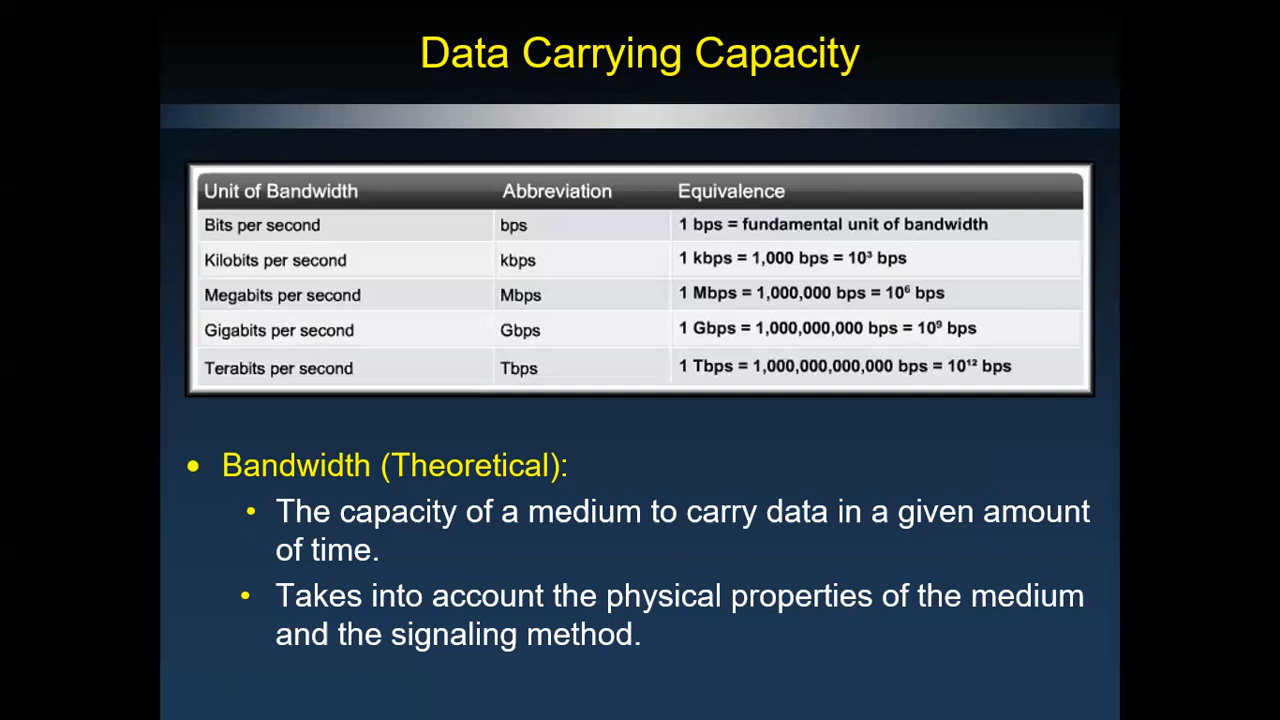 Data Carrying Capacity
Unit of Bandwidth Abbreviation Equivalence
Bits per second bps 1 bps = fundamental unit of bandwidth
Kilobits per second kbps 1 kbps = 1,000 bps = 10³ bps
Megabits per second Mbps 1 Mbps = 1,000,000 bps = 10⁶ bps
Gigabits per second Gbps 1 Gbps = 1,000,000,000 bps = 10⁹ bps
Terabits per second Tbps 1 Tbps = 1,000,000,000,000 bps = 10¹² bps
• Bandwidth (Theoretical):
• The capacity of a medium to carry data in a given amount
of time.
• Takes into account the physical properties of the medium
and the signaling method.